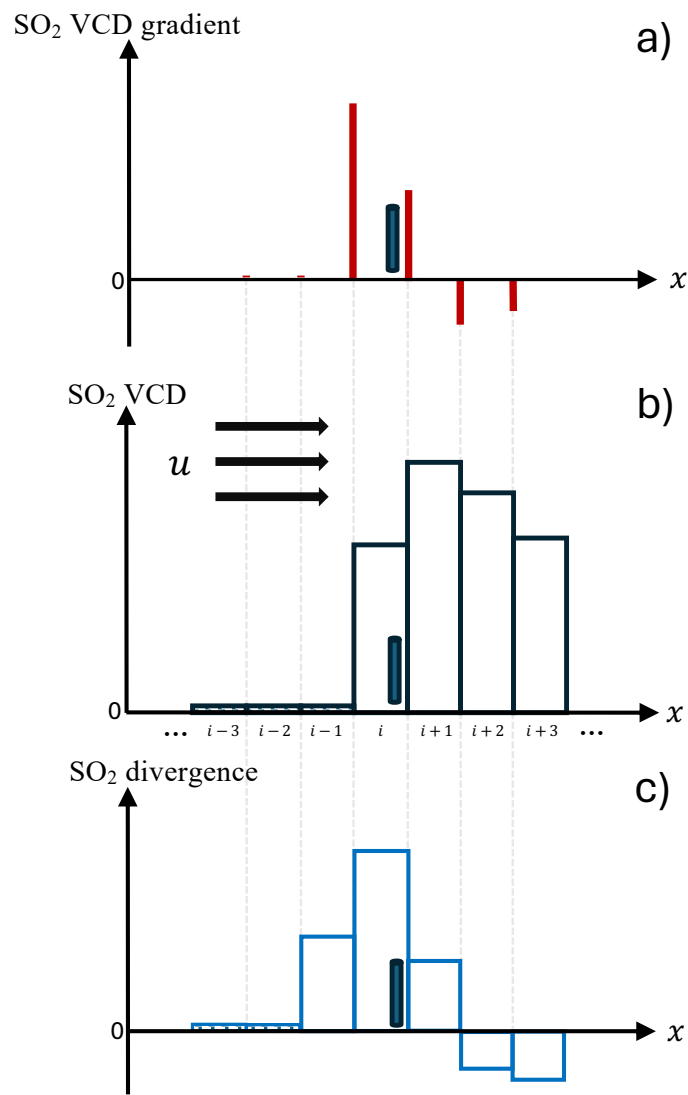 SO₂ VCD gradient
a)
0
x
SO₂ VCD
b)
u
0
x
... i − 3 i − 2 i − 1 i i + 1 i + 2 i + 3 ...
SO₂ divergence
c)
0
x